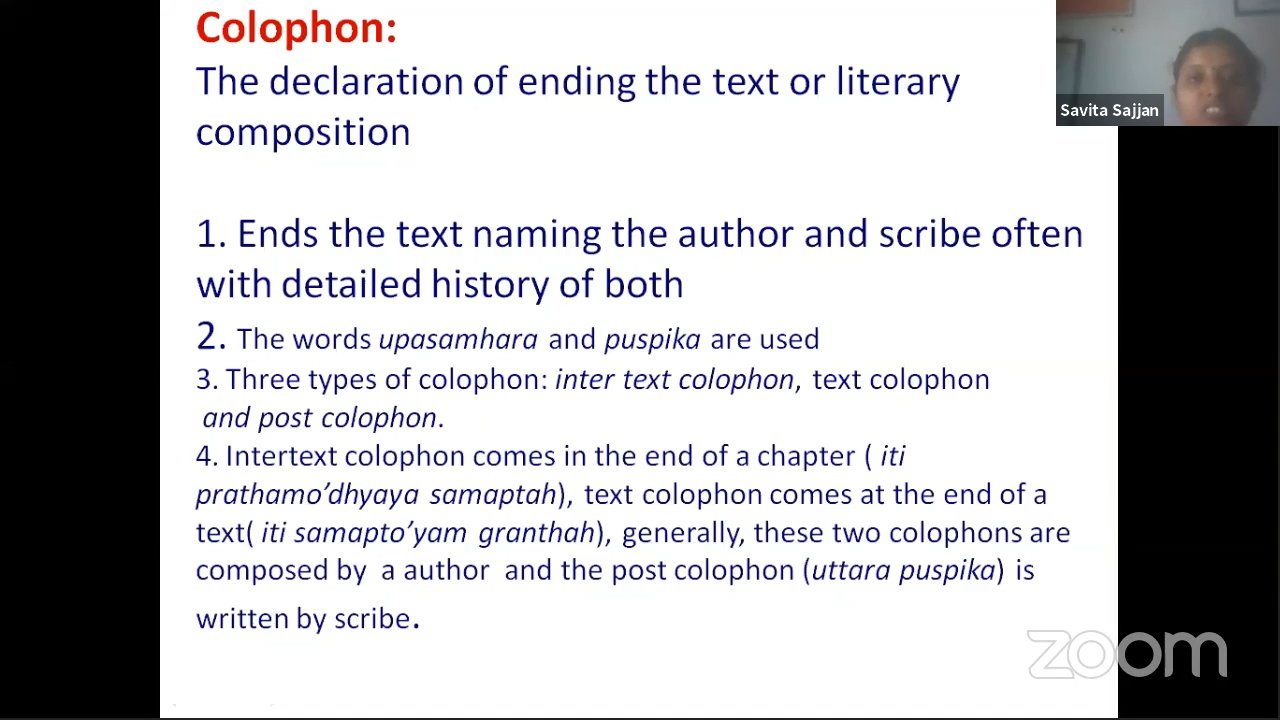 Colophon:
The declaration of ending the text or literary
composition
Savita Sajjan
1. Ends the text naming the author and scribe often
with detailed history of both
2. The words upasamhara and puspika are used
3. Three types of colophon: inter text colophon, text colophon
and post colophon.
4. Intertext colophon comes in the end of a chapter ( iti
prathamo’dhyaya samaptah), text colophon comes at the end of a
text( iti samapto’yam granthah), generally, these two colophons are
composed by a author and the post colophon (uttara puspika) is
written by scribe.
zoom